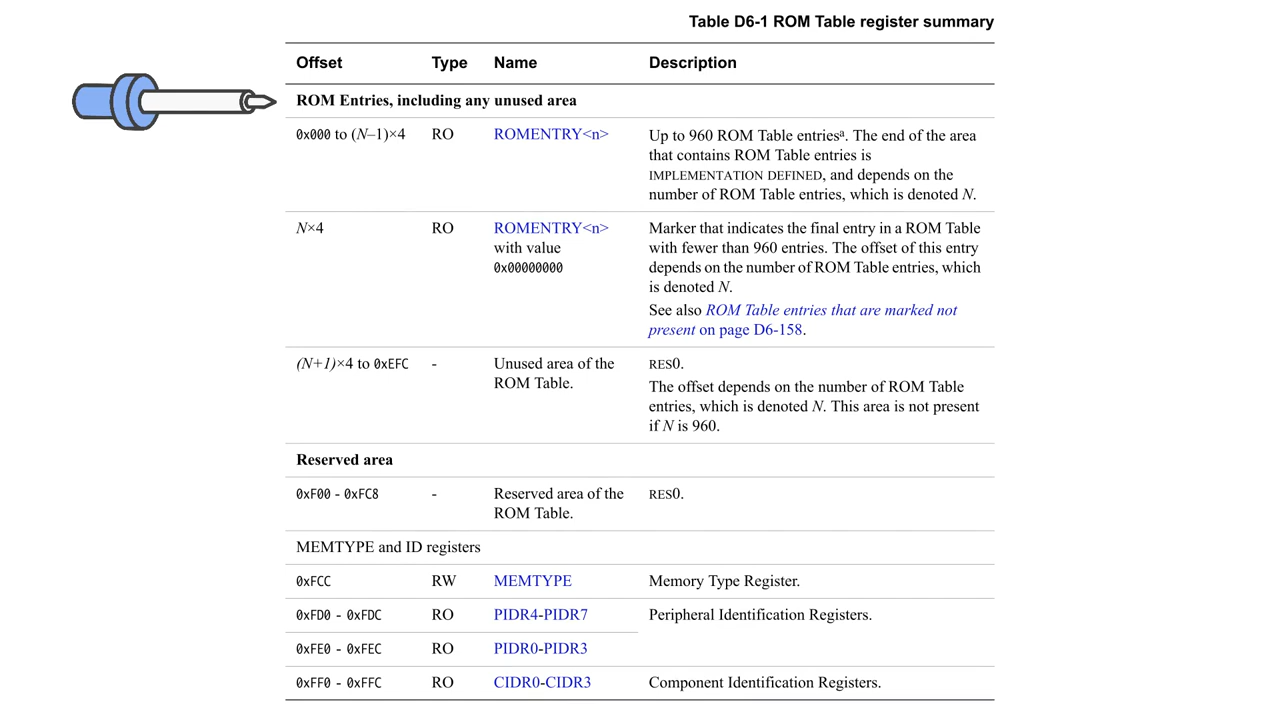 Table D6-1 ROM Table register summary
Offset Type Name Description
ROM Entries, including any unused area
0x000 to (N–1)×4 RO ROMENTRY<n> Up to 960 ROM Table entriesᵃ. The end of the area
that contains ROM Table entries is
IMPLEMENTATION DEFINED, and depends on the
number of ROM Table entries, which is denoted N.
N×4 RO ROMENTRY<n> Marker that indicates the final entry in a ROM Table
with value with fewer than 960 entries. The offset of this entry
0x00000000 depends on the number of ROM Table entries, which
is denoted N.
See also ROM Table entries that are marked not
present on page D6-158.
(N+1)×4 to 0xEFC - Unused area of the RES0.
ROM Table.
The offset depends on the number of ROM Table
entries, which is denoted N. This area is not present
if N is 960.
Reserved area
0xF00 - 0xFC8 - Reserved area of the RES0.
ROM Table.
MEMTYPE and ID registers
0xFCC RW MEMTYPE Memory Type Register.
0xFD0 - 0xFDC RO PIDR4-PIDR7 Peripheral Identification Registers.
0xFE0 - 0xFEC RO PIDR0-PIDR3
0xFF0 - 0xFFC RO CIDR0-CIDR3 Component Identification Registers.